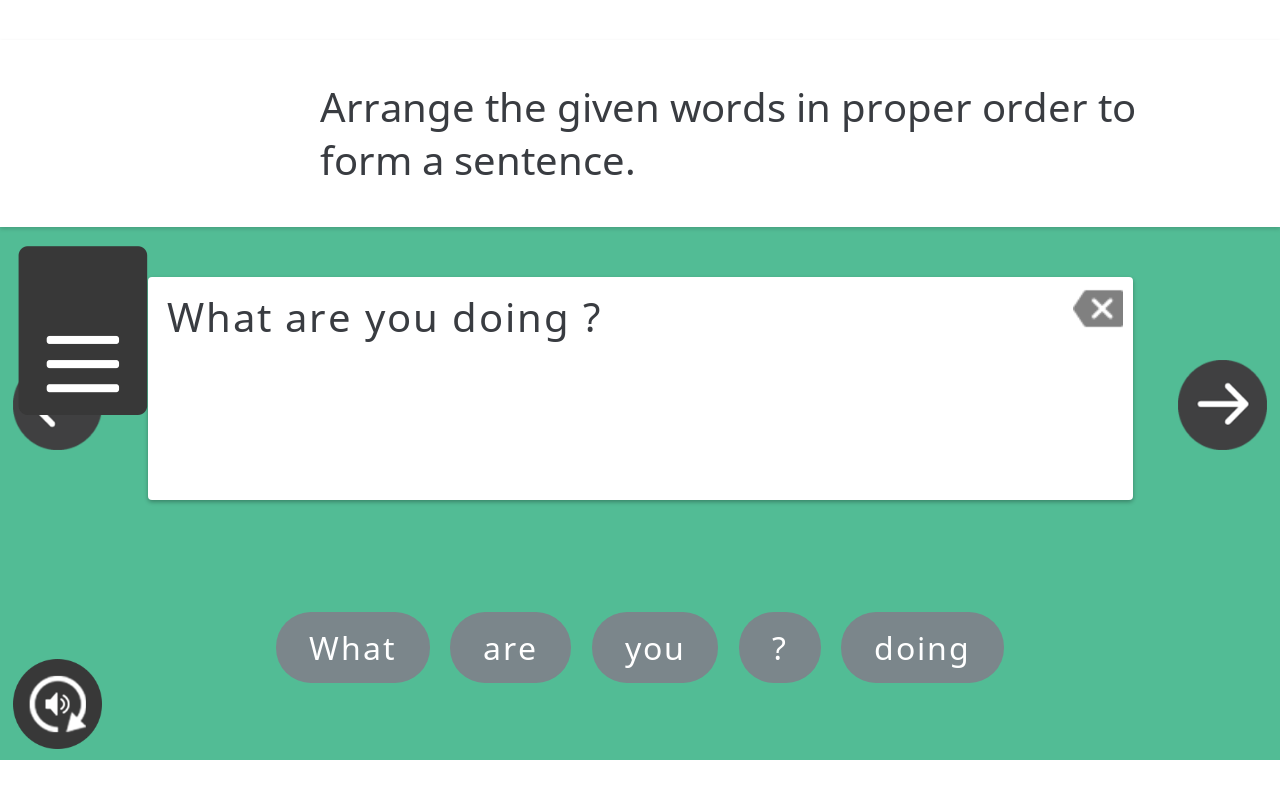 Arrange the given words in proper order to
form a sentence.
What are you doing ?
What are you ? doing